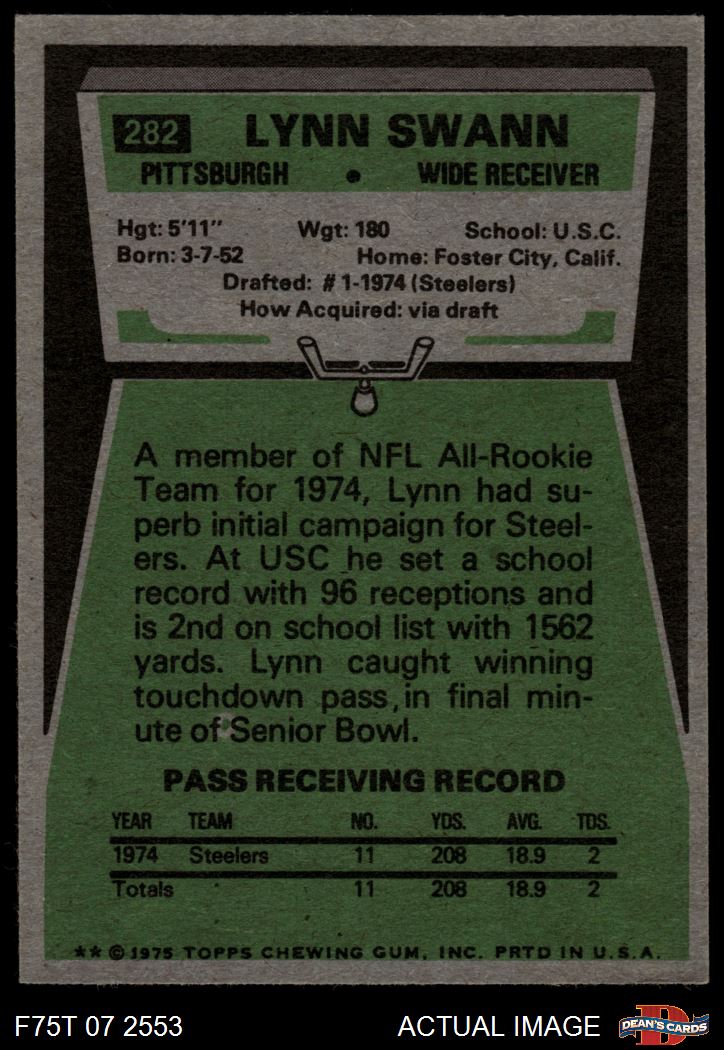 282 LYNN SWANN
PITTSBURGH • WIDE RECEIVER
Hgt: 5'11" Wgt: 180 School: U.S.C.
Born: 3-7-52 Home: Foster City, Calif.
Drafted: #1-1974 (Steelers)
How Acquired: via draft
A member of NFL All-Rookie
Team for 1974, Lynn had su-
perb initial campaign for Steel-
ers. At USC he set a school
record with 96 receptions and
is 2nd on school list with 1562
yards. Lynn caught winning
touchdown pass, in final min-
ute of Senior Bowl.
PASS RECEIVING RECORD
YEAR TEAM NO. YDS. AVG. TDS.
1974 Steelers 11 208 18.9 2
Totals 11 208 18.9 2
** © 1975 TOPPS CHEWING GUM, INC. PRTD IN U.S.A.
F75T 07 2553 ACTUAL IMAGE D DEAN'S CARDS